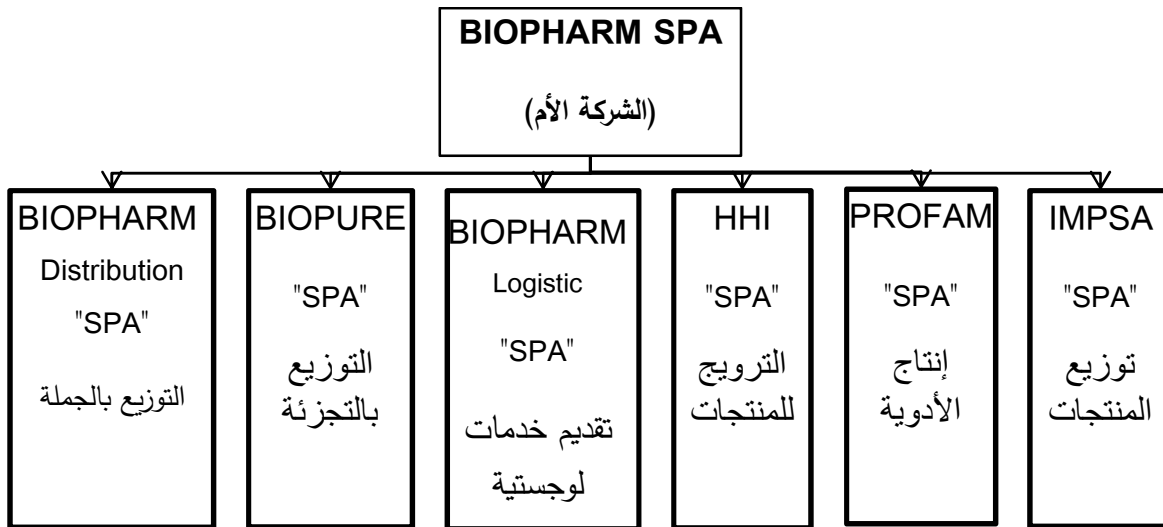 BIOPHARM SPA
(الشركة الأم)
BIOPHARM
Distribution
"SPA"
التوزيع بالجملة
BIOPURE
"SPA"
التوزيع
بالتجزئة
BIOPHARM
Logistic
"SPA"
تقديم خدمات
لوجستية
HHI
"SPA"
الترويج
للمنتجات
PROFAM
"SPA"
إنتاج
الأدوية
IMPSA
"SPA"
توزيع
المنتجات